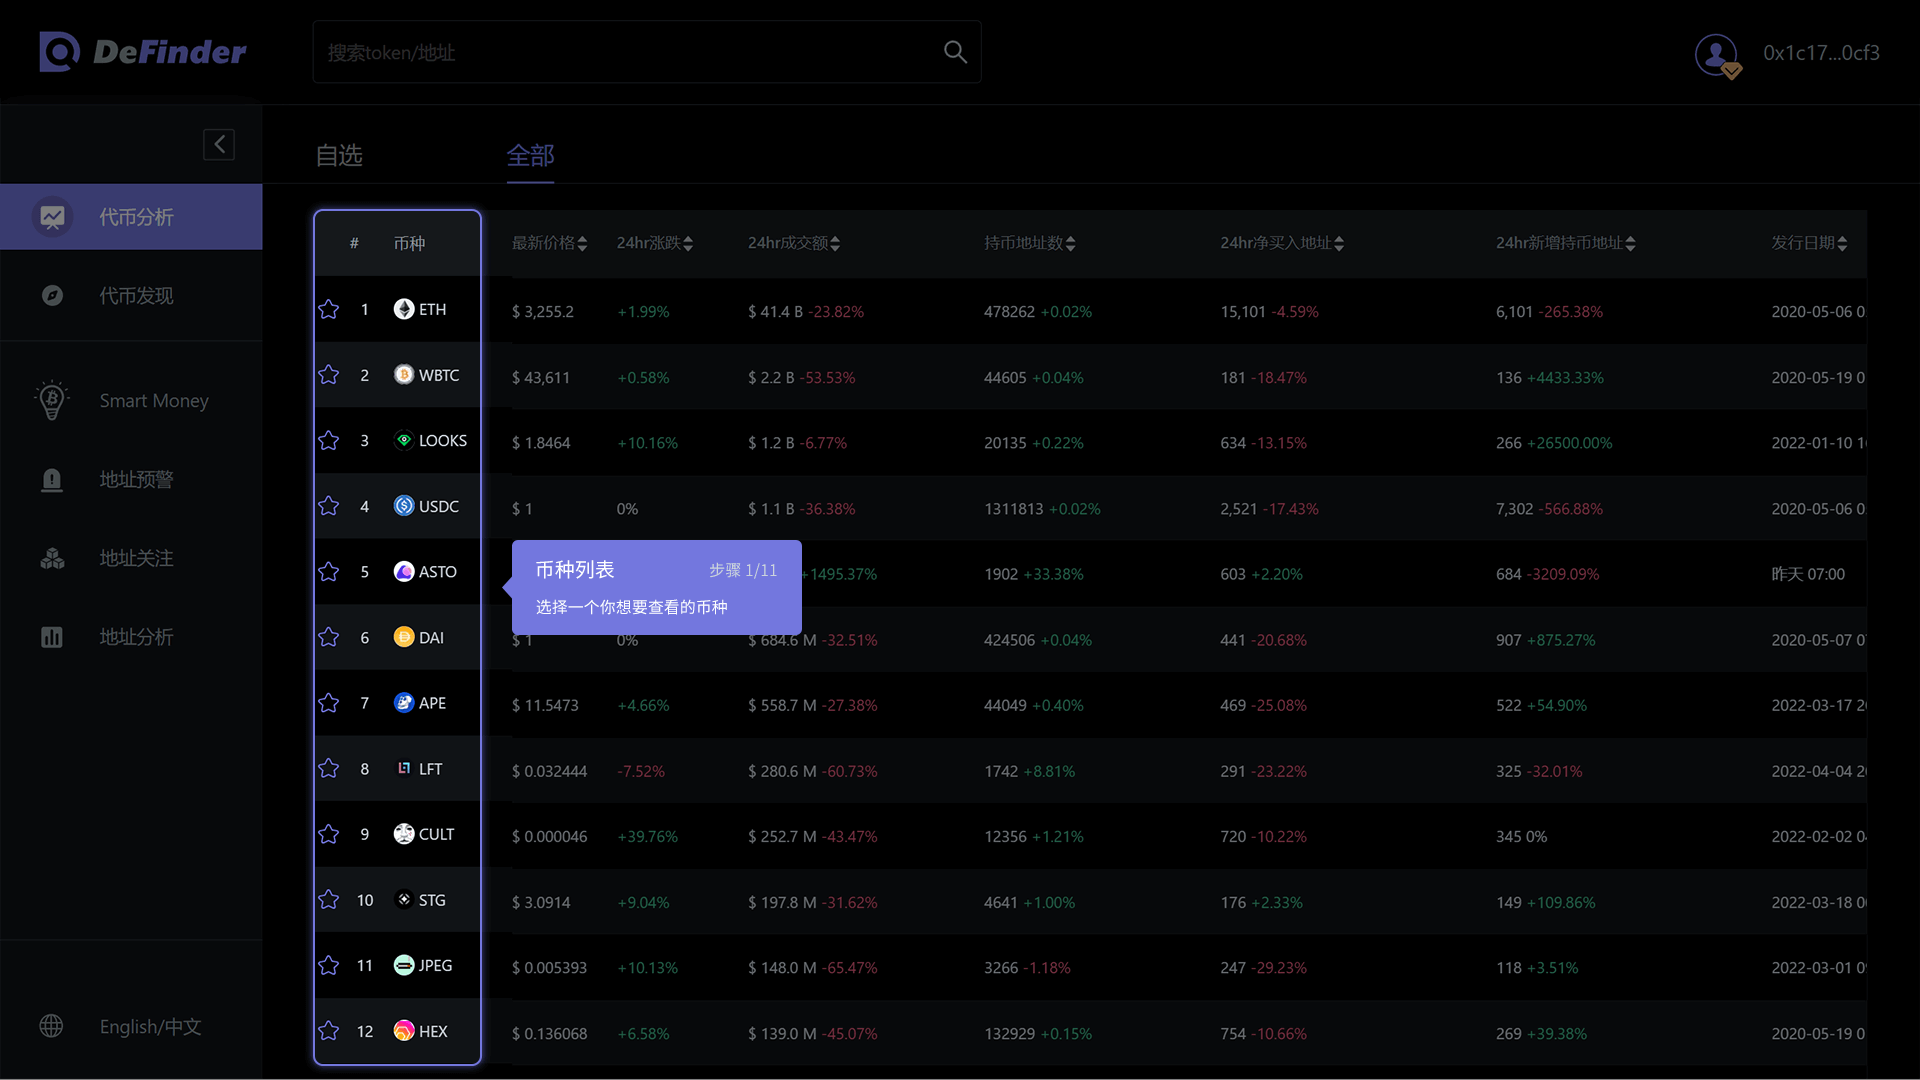 DeFinder
搜索token/地址
0x1c17...0cf3
自选
全部
代币分析
代币发现
Smart Money
地址预警
地址关注
地址分析
English/中文
# 币种 最新价格 24hr涨跌 24hr成交额 持币地址数 24hr净买入地址 24hr新增持币地址 发行日期
1 ETH $ 3,255.2 +1.99% $ 41.4 B -23.82% 478262 +0.02% 15,101 -4.59% 6,101 -265.38% 2020-05-06
2 WBTC $ 43,611 +0.58% $ 2.2 B -53.53% 44605 +0.04% 181 -18.47% 136 +4433.33% 2020-05-19
3 LOOKS $ 1.8464 +10.16% $ 1.2 B -6.77% 20135 +0.22% 634 -13.15% 266 +26500.00% 2022-01-10
4 USDC $ 1 0% $ 1.1 B -36.38% 1311813 +0.02% 2,521 -17.43% 7,302 -566.88% 2020-05-06
5 ASTO +1495.37% 1902 +33.38% 603 +2.20% 684 -3209.09% 昨天 07:00
币种列表 步骤 1/11
选择一个你想要查看的币种
6 DAI $ 1 0% $ 684.6 M -32.51% 424506 +0.04% 441 -20.68% 907 +875.27% 2020-05-07
7 APE $ 11.5473 +4.66% $ 558.7 M -27.38% 44049 +0.40% 469 -25.08% 522 +54.90% 2022-03-17
8 LFT $ 0.032444 -7.52% $ 280.6 M -60.73% 1742 +8.81% 291 -23.22% 325 -32.01% 2022-04-04
9 CULT $ 0.000046 +39.76% $ 252.7 M -43.47% 12356 +1.21% 720 -10.22% 345 0% 2022-02-02
10 STG $ 3.0914 +9.04% $ 197.8 M -31.62% 4641 +1.00% 176 +2.33% 149 +109.86% 2022-03-18
11 JPEG $ 0.005393 +10.13% $ 148.0 M -65.47% 3266 -1.18% 247 -29.23% 118 +3.51% 2022-03-01
12 HEX $ 0.136068 +6.58% $ 139.0 M -45.07% 132929 +0.15% 754 -10.66% 269 +39.38% 2020-05-19